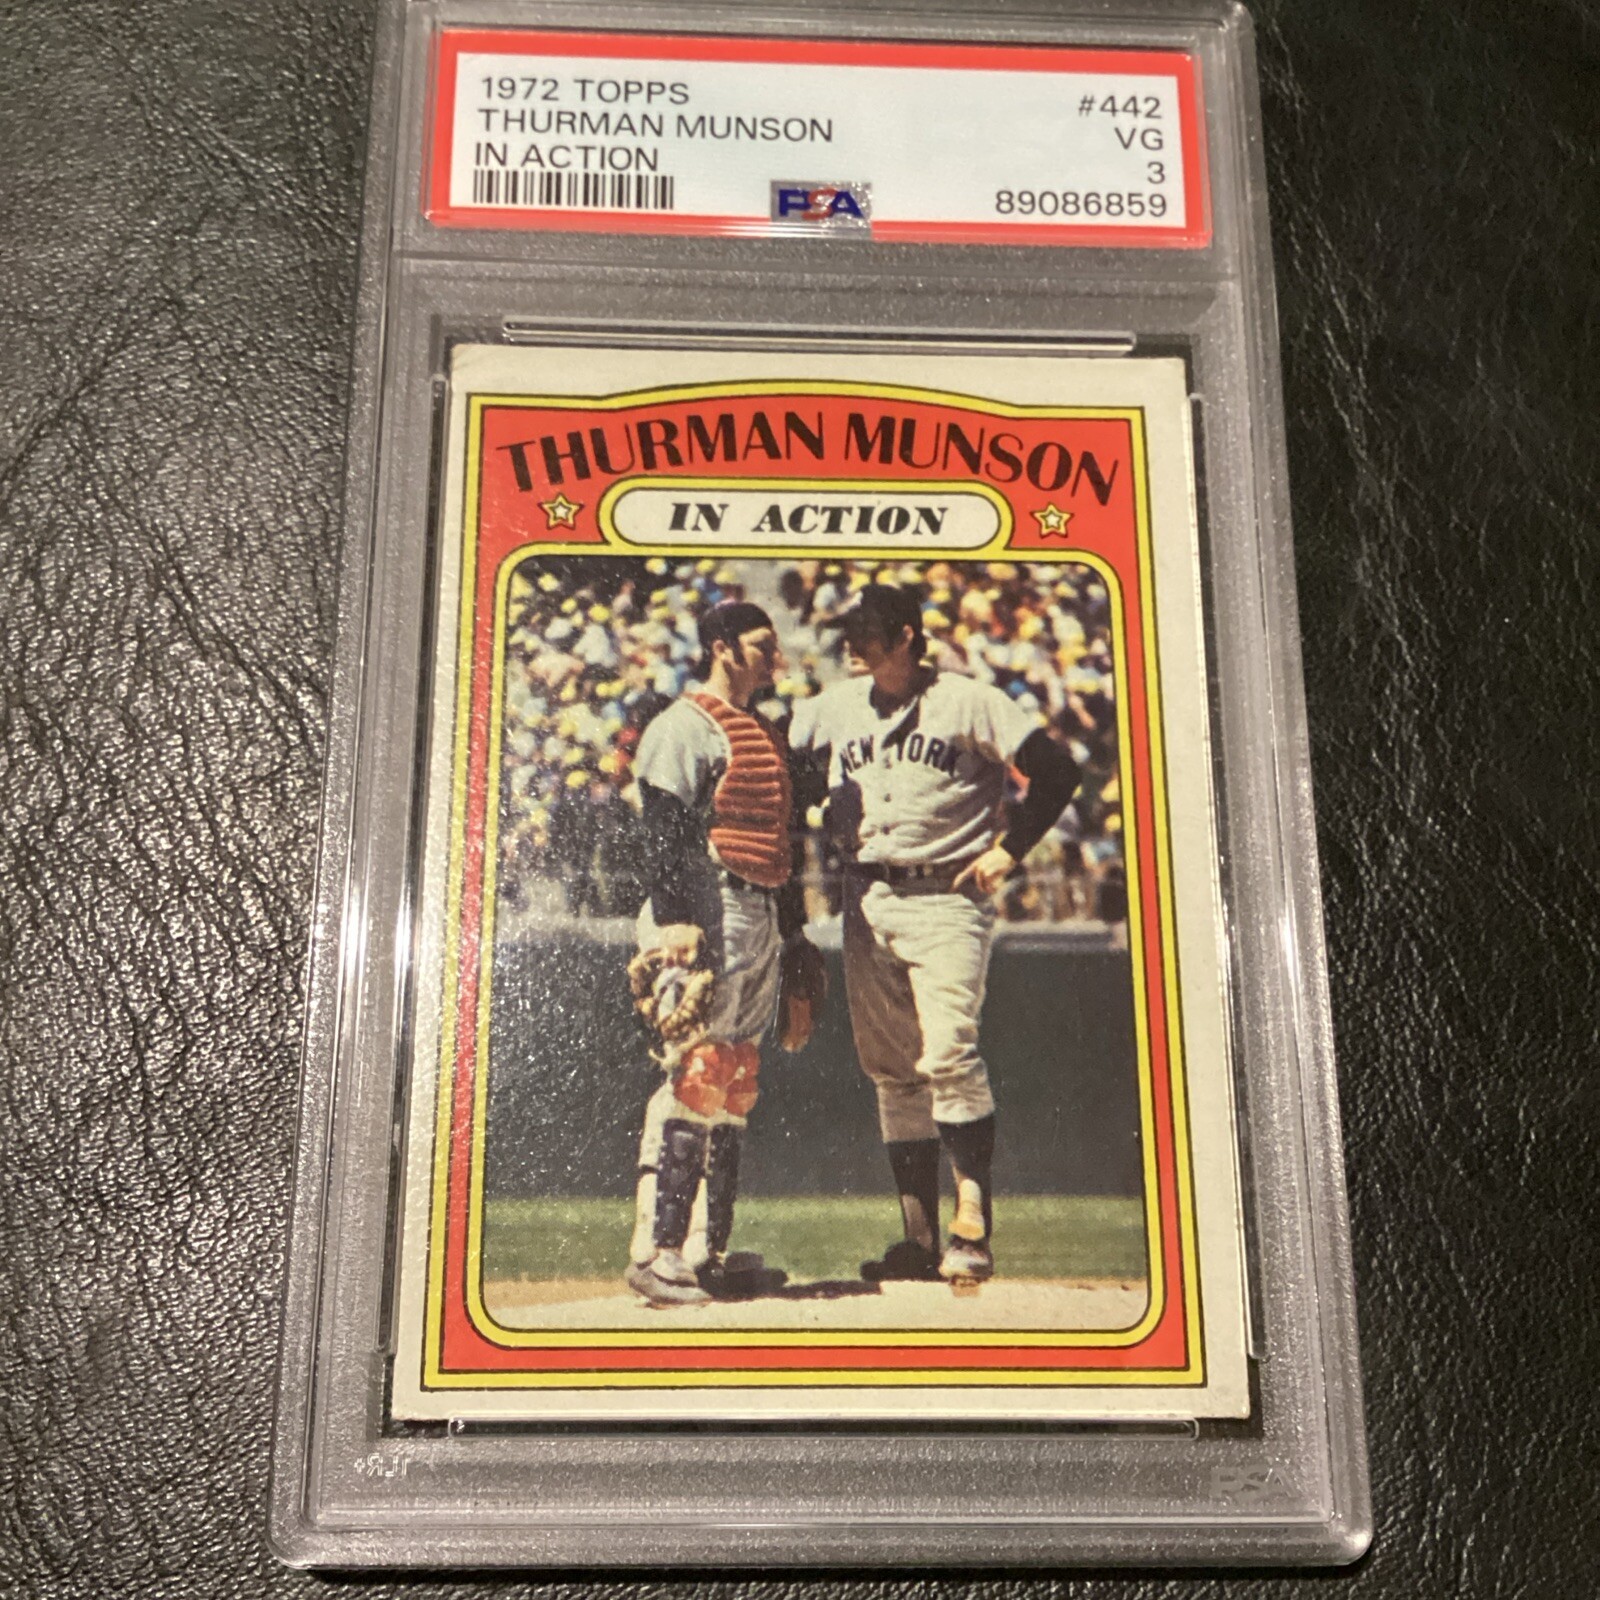 1972 TOPPS #442
THURMAN MUNSON VG
IN ACTION 3
PSA 89086859
THURMAN MUNSON
IN ACTION
NEW YORK
PSA